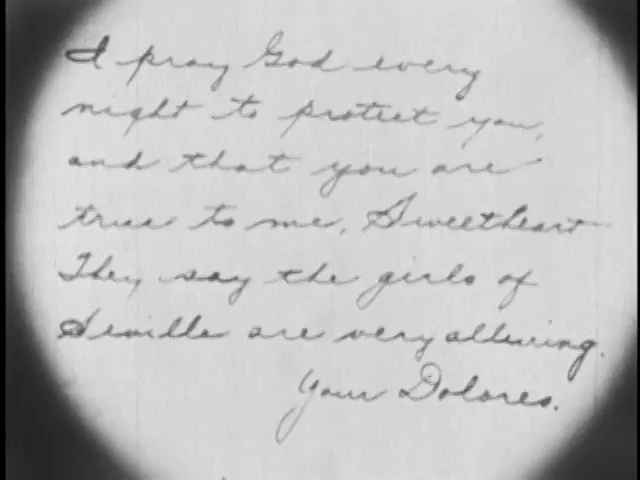 I pray God every
night to protect you,
and that you are
true to me, Sweetheart
They say the girls of
Seville are very alluring.
Your Dolores.